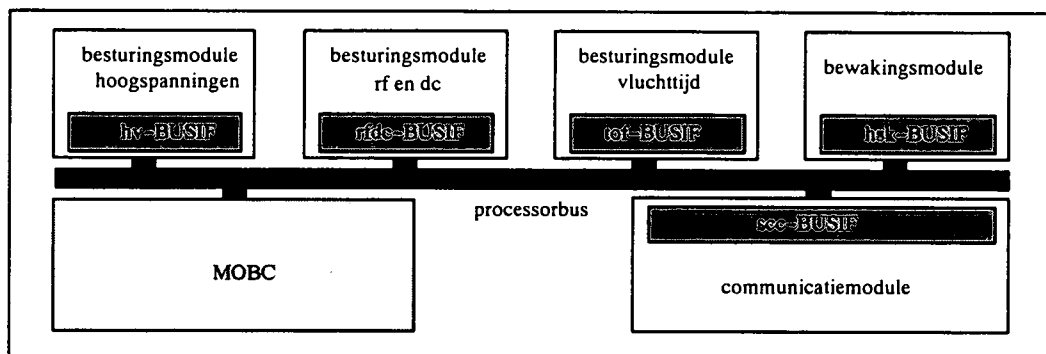 besturingsmodule
hoogspanningen
hv-BUSIF
besturingsmodule
rf en dc
rfdc-BUSIF
besturingsmodule
vluchttijd
tof-BUSIF
bewakingsmodule
hsk-BUSIF
processorbus
MOBC
scc-BUSIF
communicatiemodule